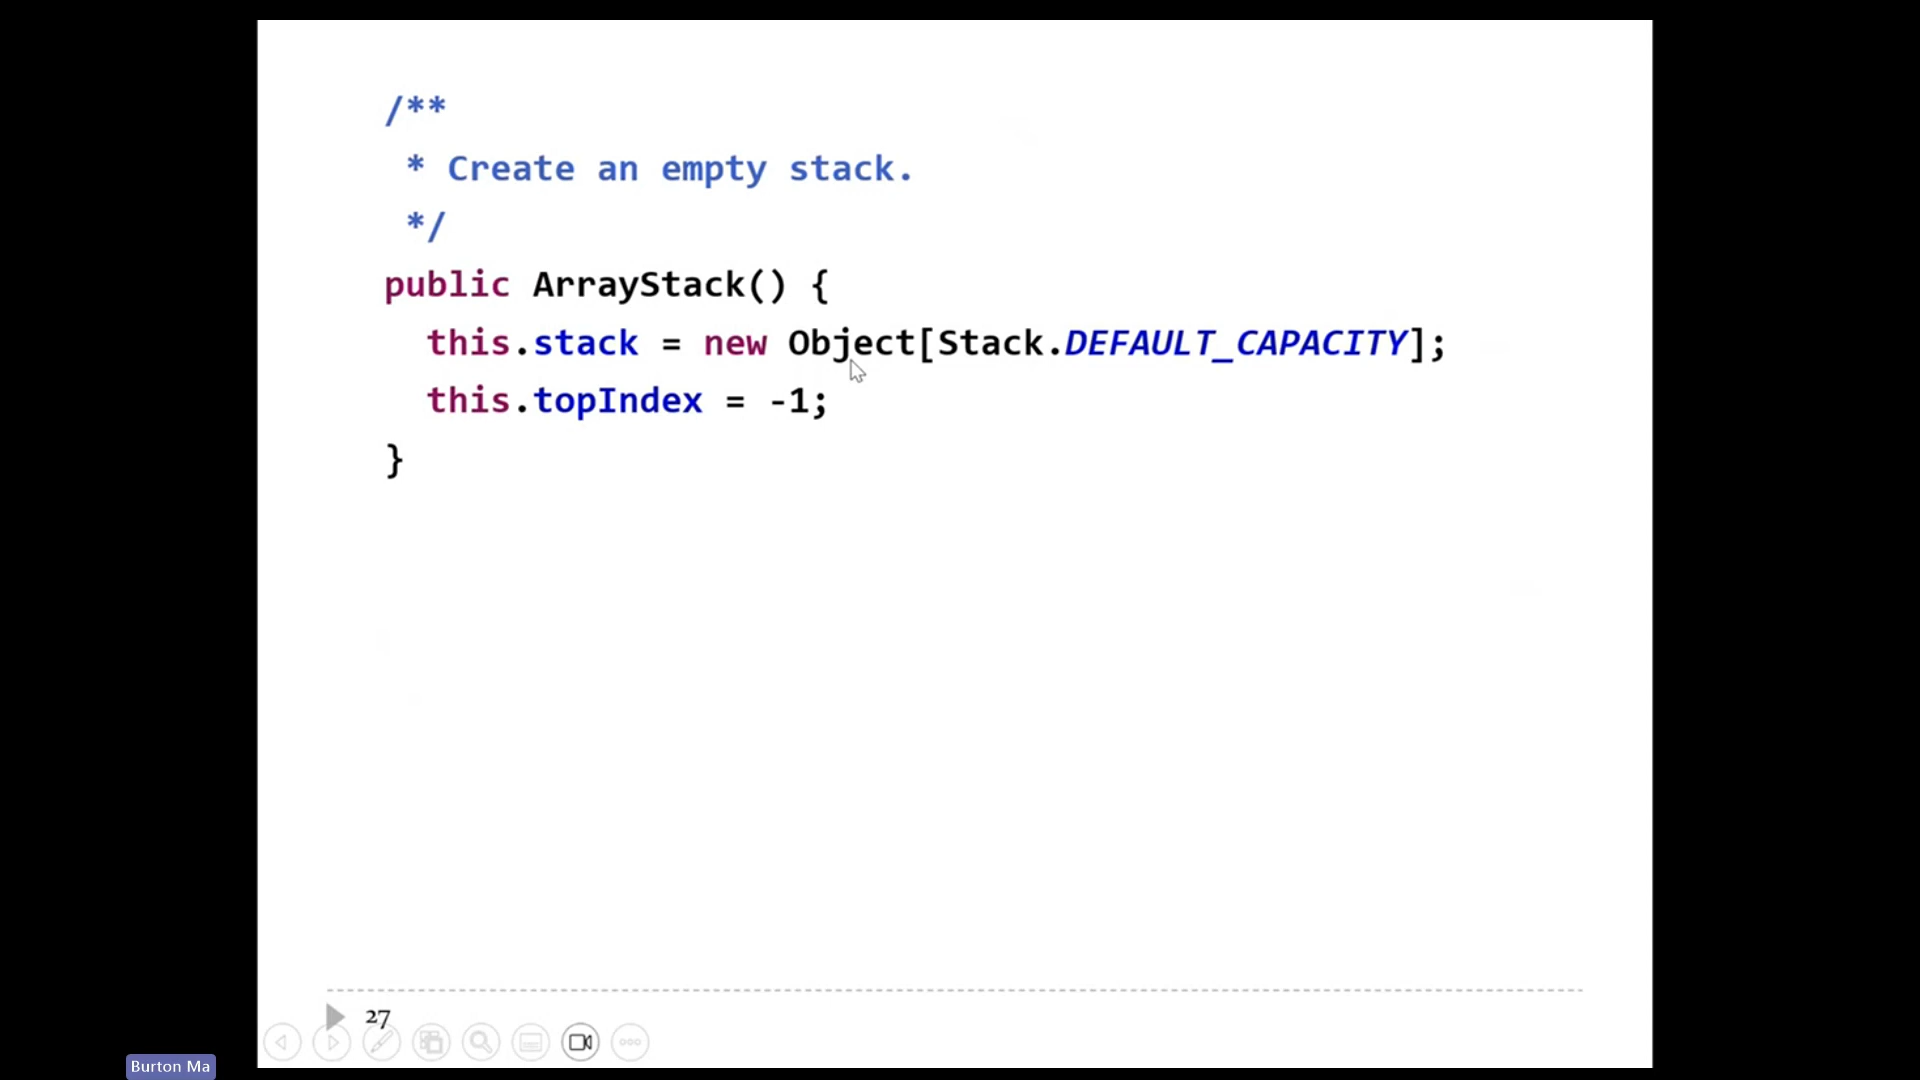 /**
 * Create an empty stack.
 */
public ArrayStack() {
  this.stack = new Object[Stack.DEFAULT_CAPACITY];
  this.topIndex = -1;
}
27
Burton Ma